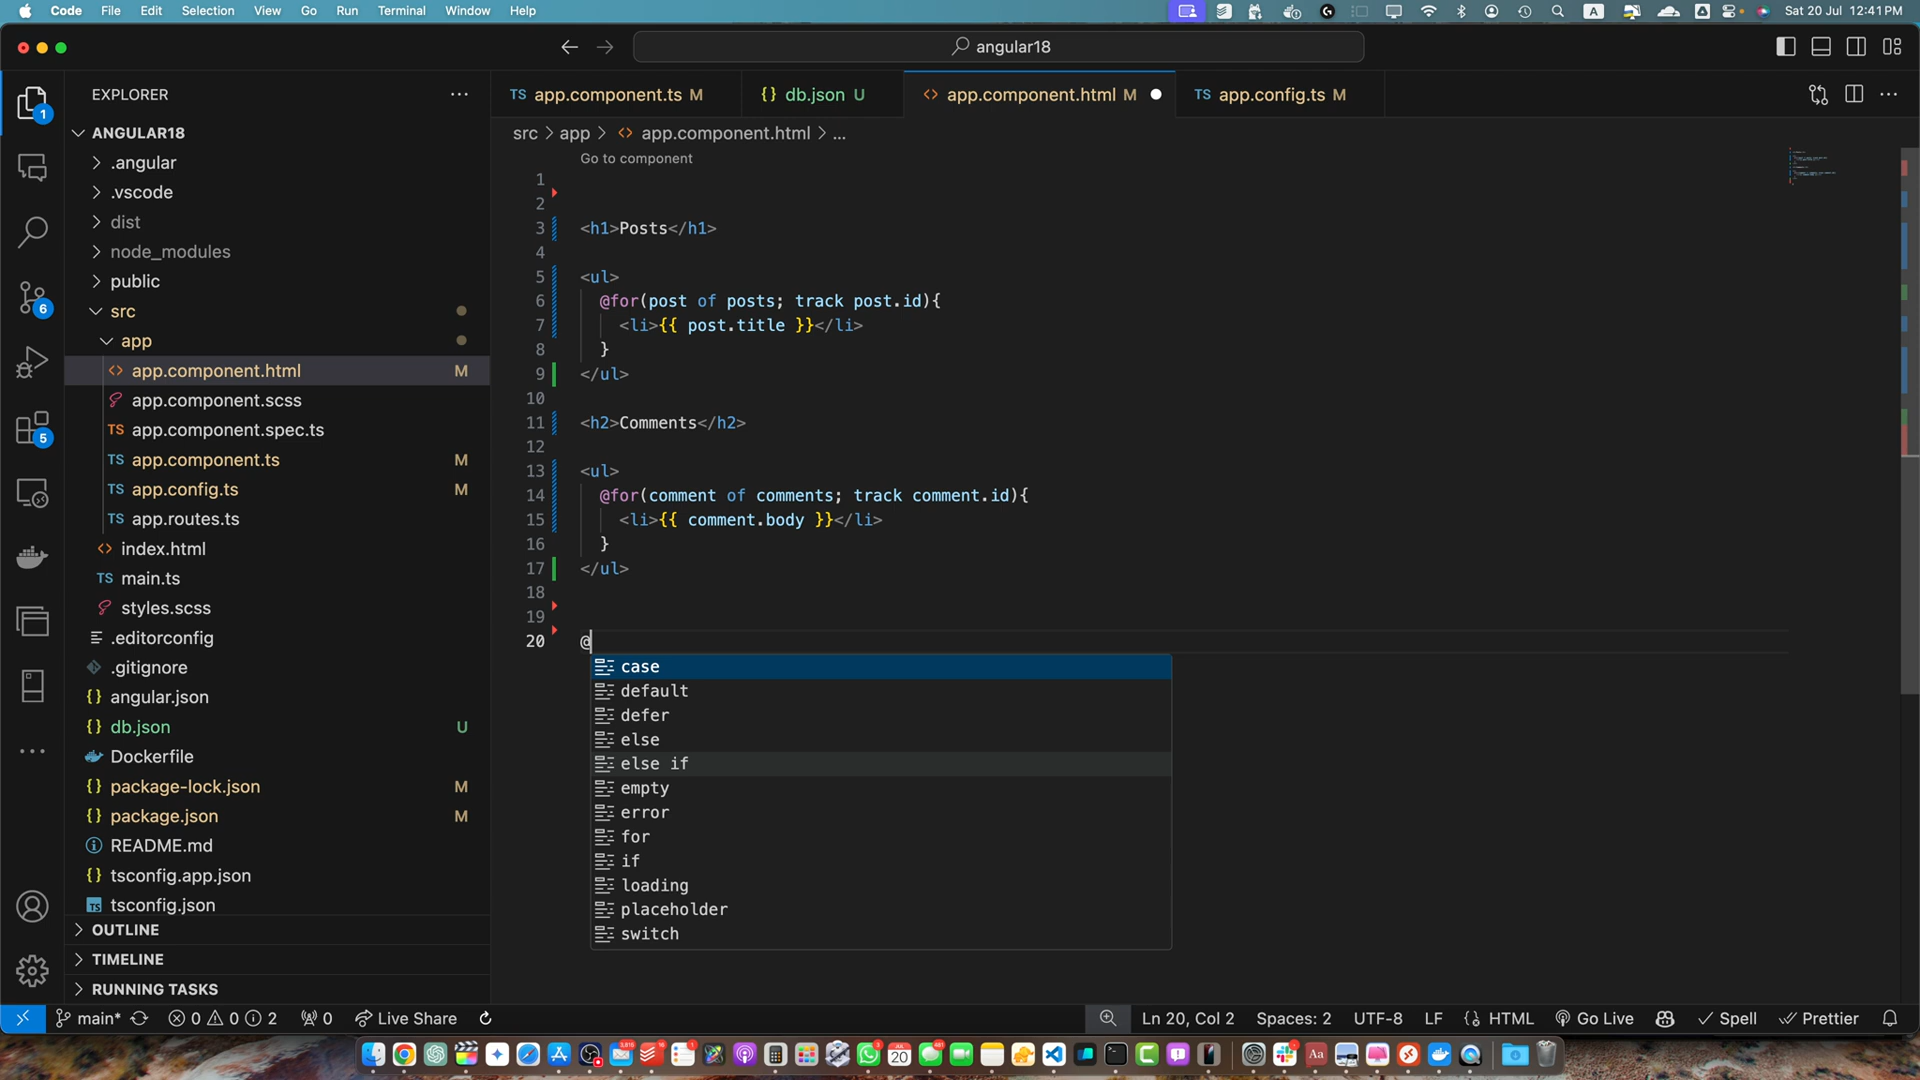 Code File Edit Selection View Go Run Terminal Window Help
A
Sat 20 Jul 12:41 PM
angular18
EXPLORER
1
6
5
ANGULAR18
.angular
.vscode
dist
node_modules
public
src
app
app.component.html M
app.component.scss
app.component.spec.ts
TS app.component.ts M
TS app.config.ts M
TS app.routes.ts
index.html
TS main.ts
styles.scss
.editorconfig
.gitignore
{} angular.json
{} db.json U
Dockerfile
{} package-lock.json M
{} package.json M
README.md
{} tsconfig.app.json
TS tsconfig.json
OUTLINE
TIMELINE
RUNNING TASKS
TS app.component.ts M
{} db.json U
<> app.component.html M
TS app.config.ts M
src > app > <> app.component.html > ...
Go to component
1
2
3 <h1>Posts</h1>
4
5 <ul>
6 @for(post of posts; track post.id){
7 <li>{{ post.title }}</li>
8 }
9 </ul>
10
11 <h2>Comments</h2>
12
13 <ul>
14 @for(comment of comments; track comment.id){
15 <li>{{ comment.body }}</li>
16 }
17 </ul>
18
19
20 @
case
default
defer
else
else if
empty
error
for
if
loading
placeholder
switch
main* 0 0 2 0 Live Share
Ln 20, Col 2 Spaces: 2 UTF-8 LF {} HTML Go Live Spell Prettier